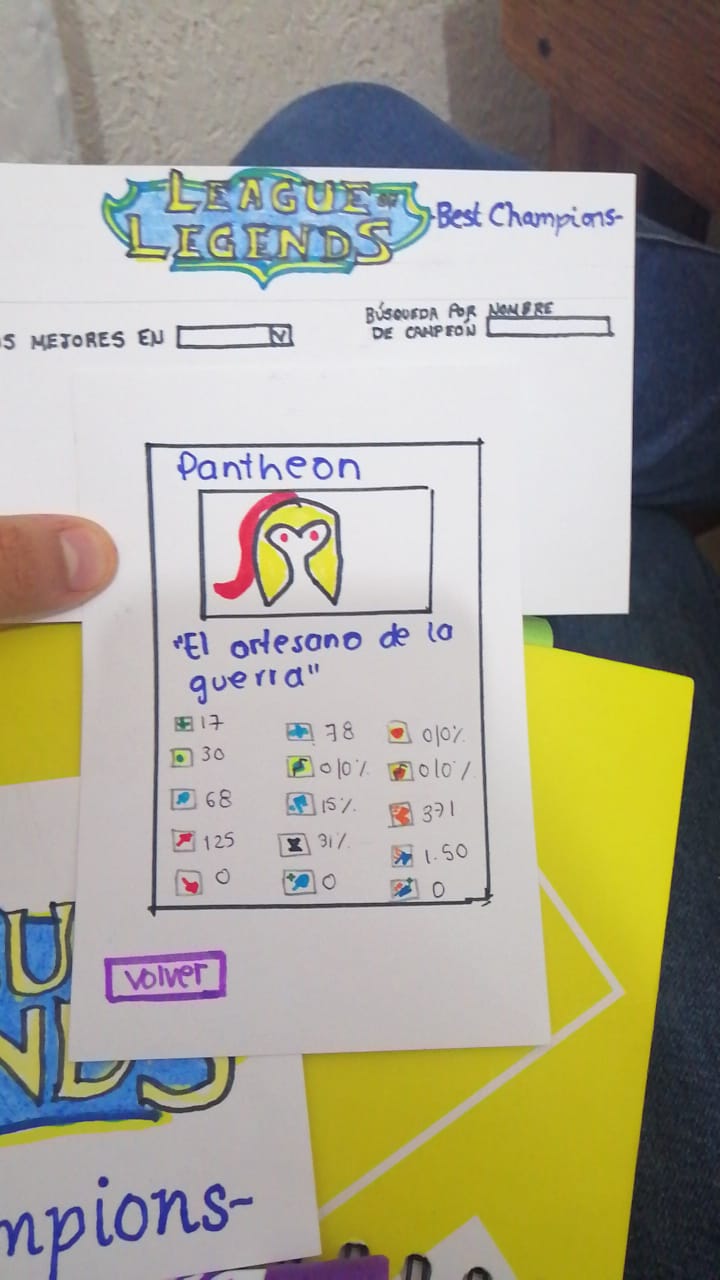 LEAGUE OF
LEGENDS
-Best Champions-
OS MEJORES EN
BÚSQUEDA POR NOMBRE
DE CAMPEÓN
Pantheon
"El artesano de la
guerra"
17
78
0|0%
30
0|0%
0|0%
68
15%
371
125
31%
1.50
0
0
0
Volver
U
NDS
mpions-